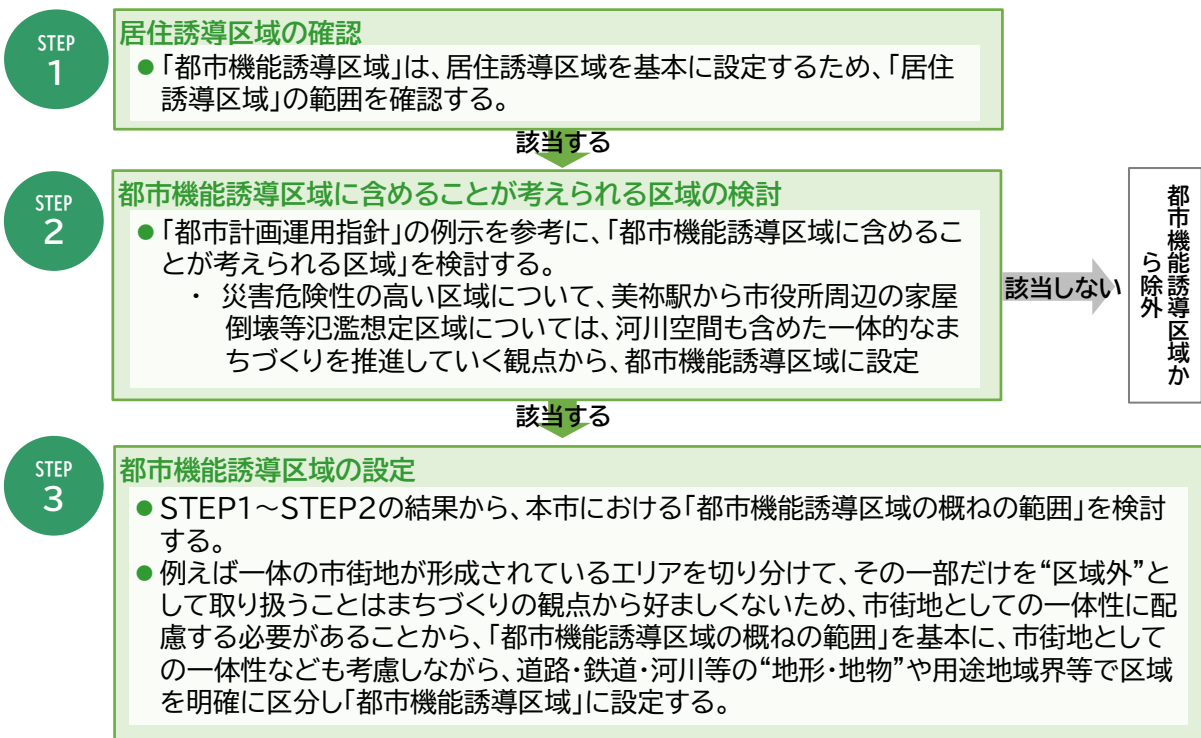 STEP
1
居住誘導区域の確認
●「都市機能誘導区域」は、居住誘導区域を基本に設定するため、「居住
誘導区域」の範囲を確認する。
該当する
STEP
2
都市機能誘導区域に含めることが考えられる区域の検討
●「都市計画運用指針」の例示を参考に、「都市機能誘導区域に含めるこ
とが考えられる区域」を検討する。
・ 災害危険性の高い区域について、美祢駅から市役所周辺の家屋
倒壊等氾濫想定区域については、河川空間も含めた一体的なま
ちづくりを推進していく観点から、都市機能誘導区域に設定
該当しない
都市機能誘導区域か
ら除外
該当する
STEP
3
都市機能誘導区域の設定
●STEP1～STEP2の結果から、本市における「都市機能誘導区域の概ねの範囲」を検討
する。
●例えば一体の市街地が形成されているエリアを切り分けて、その一部だけを“区域外”と
して取り扱うことはまちづくりの観点から好ましくないため、市街地としての一体性に配
慮する必要があることから、「都市機能誘導区域の概ねの範囲」を基本に、市街地として
の一体性なども考慮しながら、道路・鉄道・河川等の“地形・地物”や用途地域界等で区域
を明確に区分し「都市機能誘導区域」に設定する。